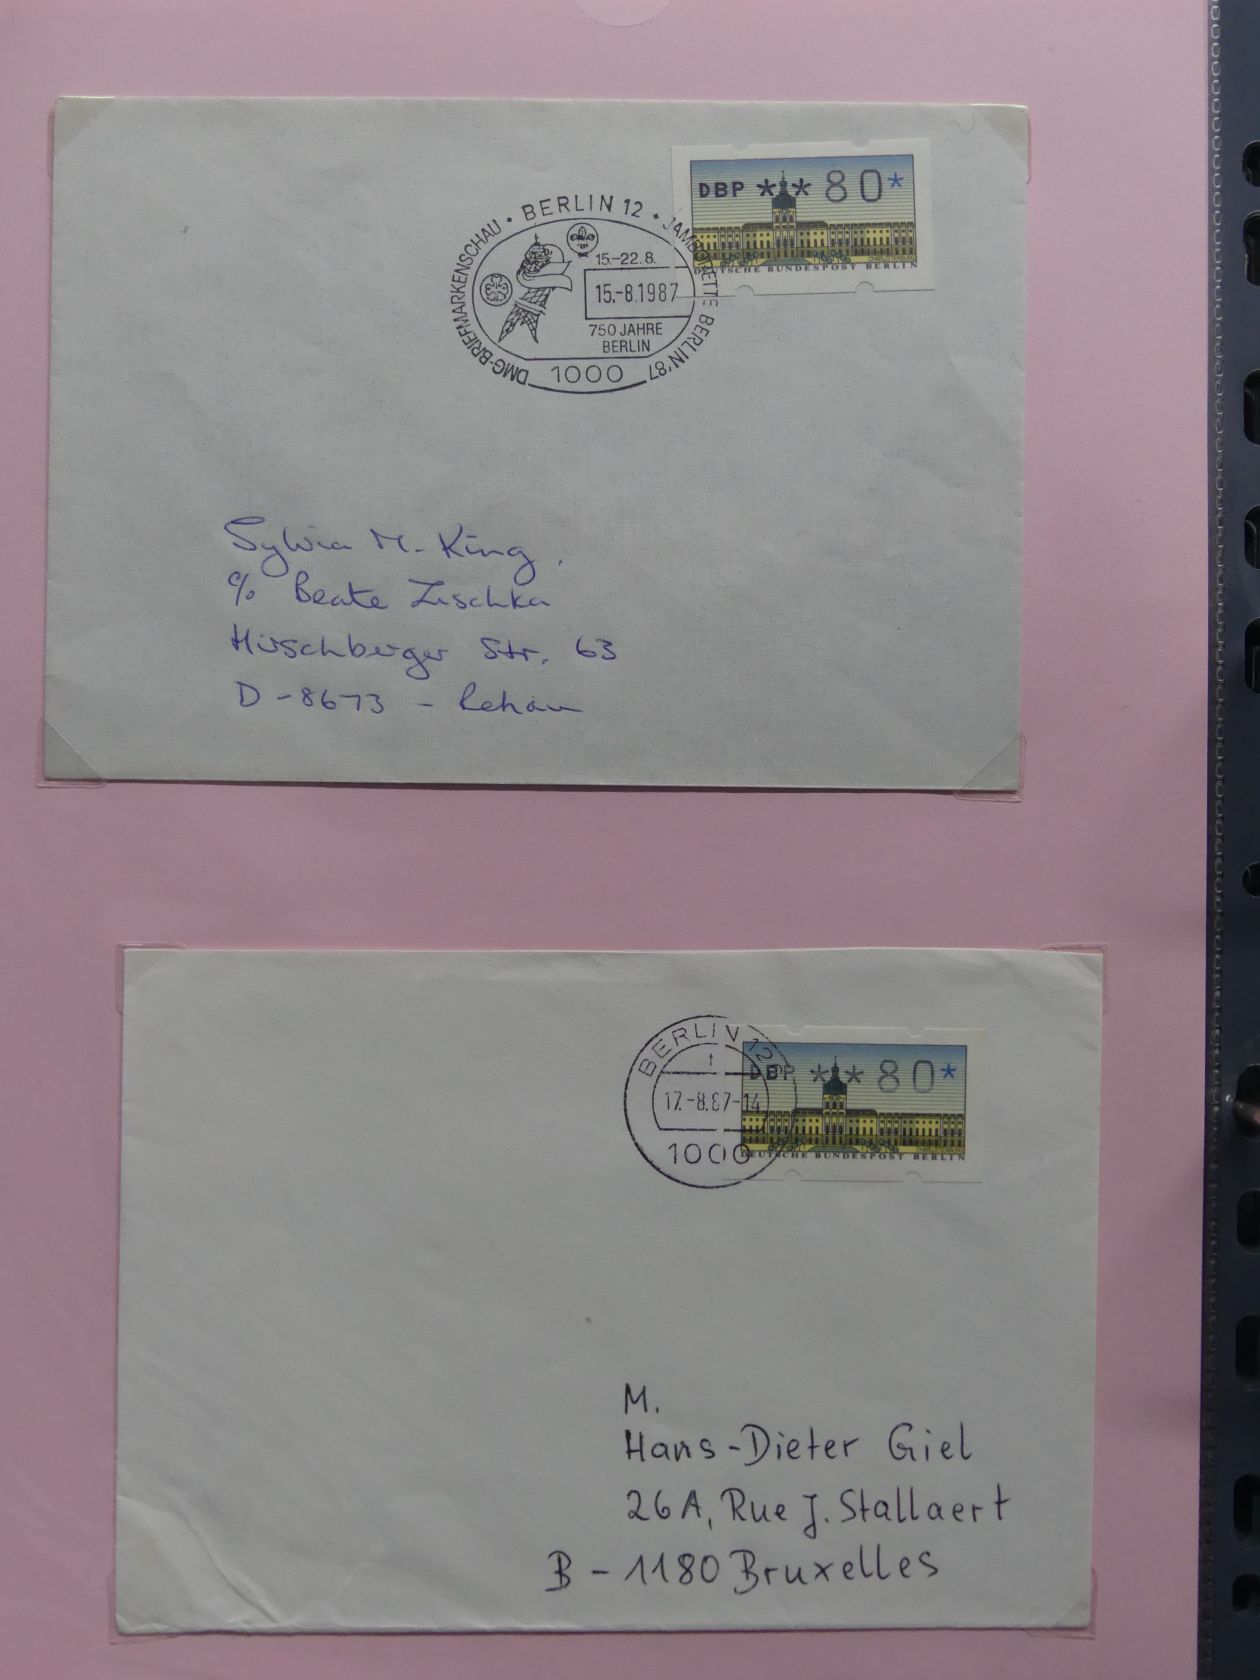 DBP ***80*
DEUTSCHE BUNDESPOST BERLIN
DMG-BRIEFMARKENSCHAU • BERLIN 12 • JAMBORETTE BERLIN '87
15.-22.8.
15.-8.1987
750 JAHRE
BERLIN
1000
Sylvia M. King
c/o Beate Zischka
Hirschberger Str. 63
D - 8673 - Rehau
BERLIN 12
DBP ***80*
17.-8.87-14
1000
DEUTSCHE BUNDESPOST BERLIN
M.
Hans-Dieter Giel
26A, Rue J. Stallaert
B - 1180 Bruxelles